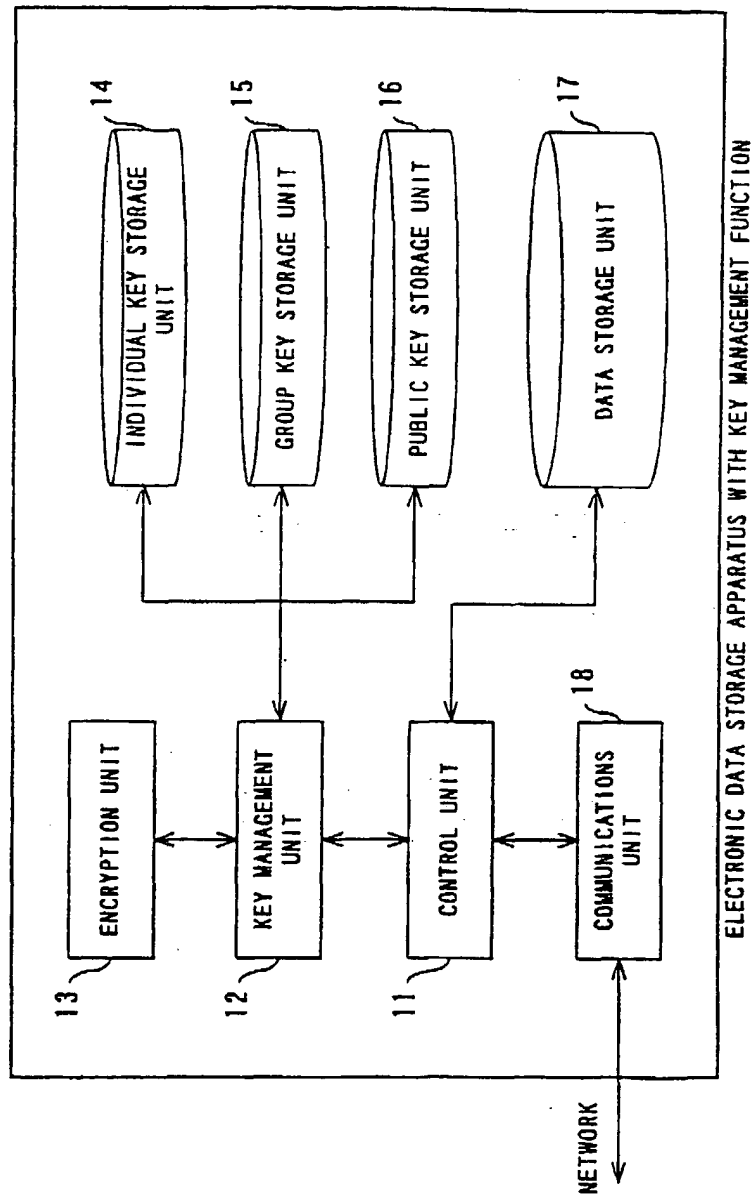 13
ENCRYPTION UNIT
12
KEY MANAGEMENT
UNIT
11
CONTROL UNIT
18
COMMUNICATIONS
UNIT
NETWORK
14
INDIVIDUAL KEY STORAGE
UNIT
15
GROUP KEY STORAGE UNIT
16
PUBLIC KEY STORAGE UNIT
17
DATA STORAGE UNIT
ELECTRONIC DATA STORAGE APPARATUS WITH KEY MANAGEMENT FUNCTION